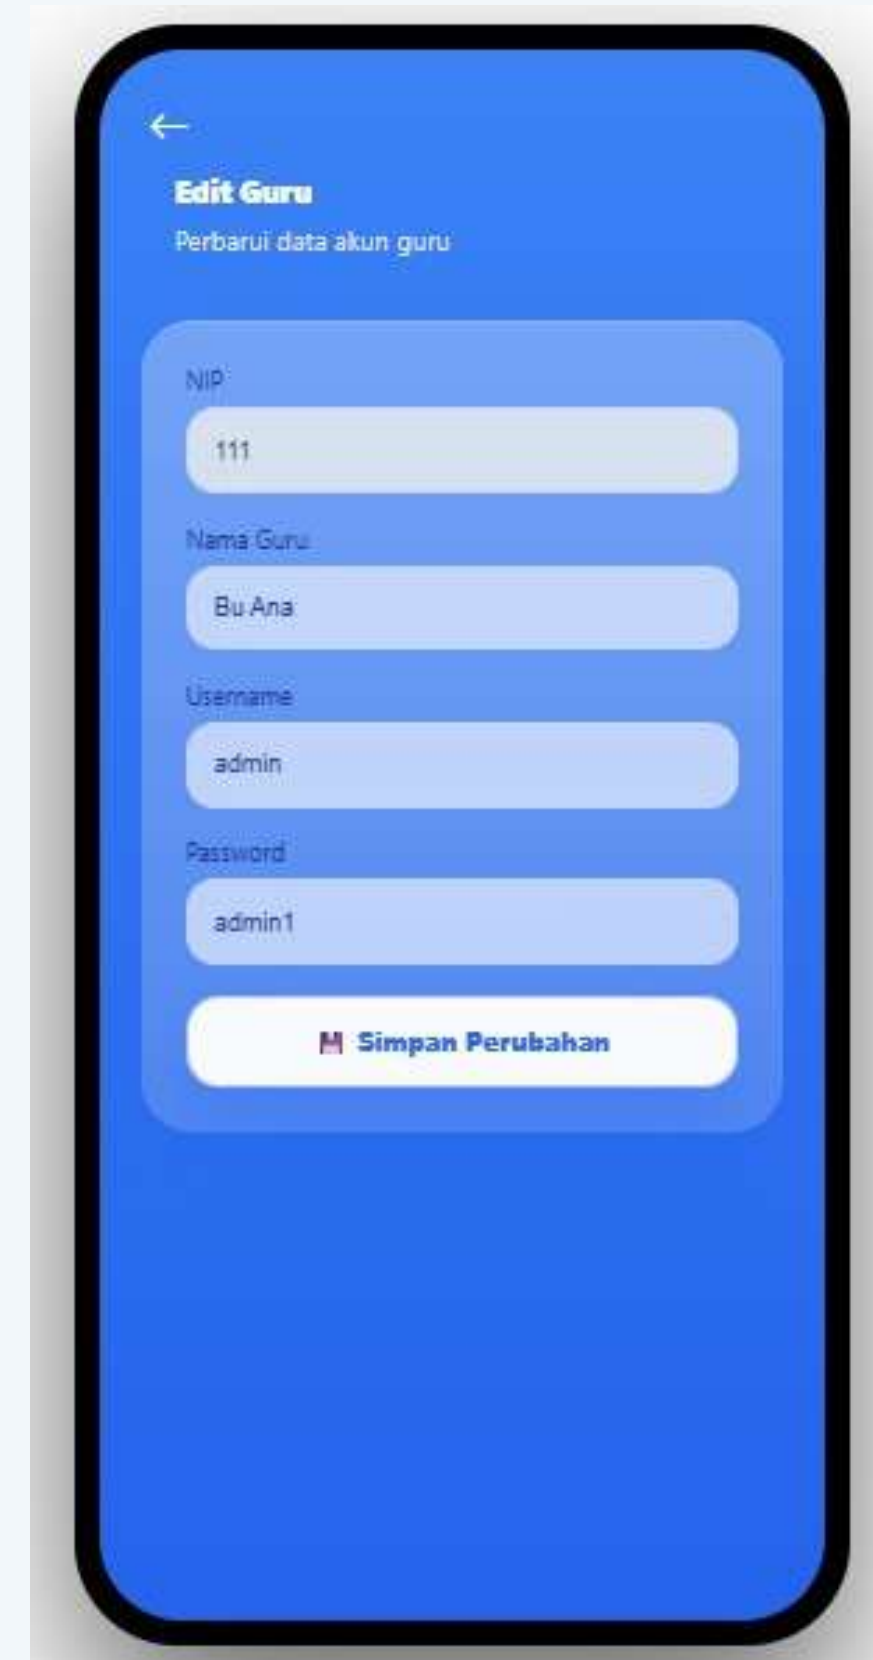 Edit Guru
Perbarui data akun guru
NIP
111
Nama Guru
Bu Ana
Username
admin
Password
admin1
Simpan Perubahan